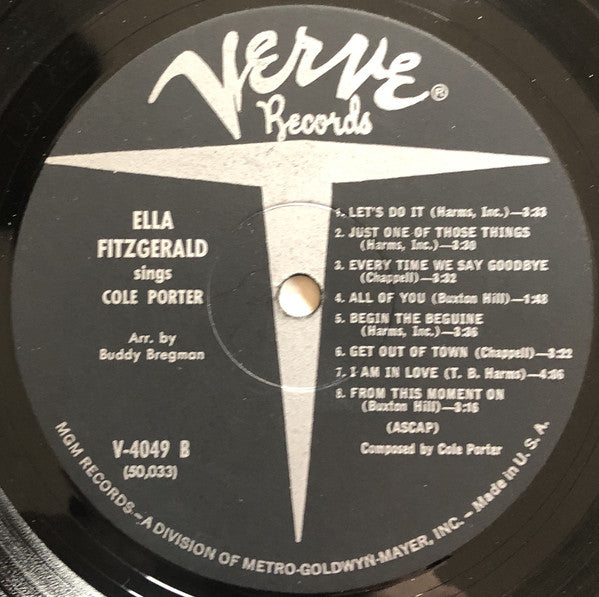 VERVE ®
Records
ELLA
FITZGERALD
sings
COLE PORTER
Arr. by
Buddy Bregman
V-4049 B
(50,033)
1. LET'S DO IT (Harms, Inc.)—3:33
2. JUST ONE OF THOSE THINGS
(Harms, Inc.)—3:30
3. EVERY TIME WE SAY GOODBYE
(Chappell)—3:32
4. ALL OF YOU (Buxton Hill)—1:43
5. BEGIN THE BEGUINE
(Harms, Inc.)—3:36
6. GET OUT OF TOWN (Chappell)—3:22
7. I AM IN LOVE (T. B. Harms)—4:06
8. FROM THIS MOMENT ON
(Buxton Hill)—3:16
(ASCAP)
Composed by Cole Porter
MGM RECORDS—A DIVISION OF METRO-GOLDWYN-MAYER, INC. – Made in U. S. A.